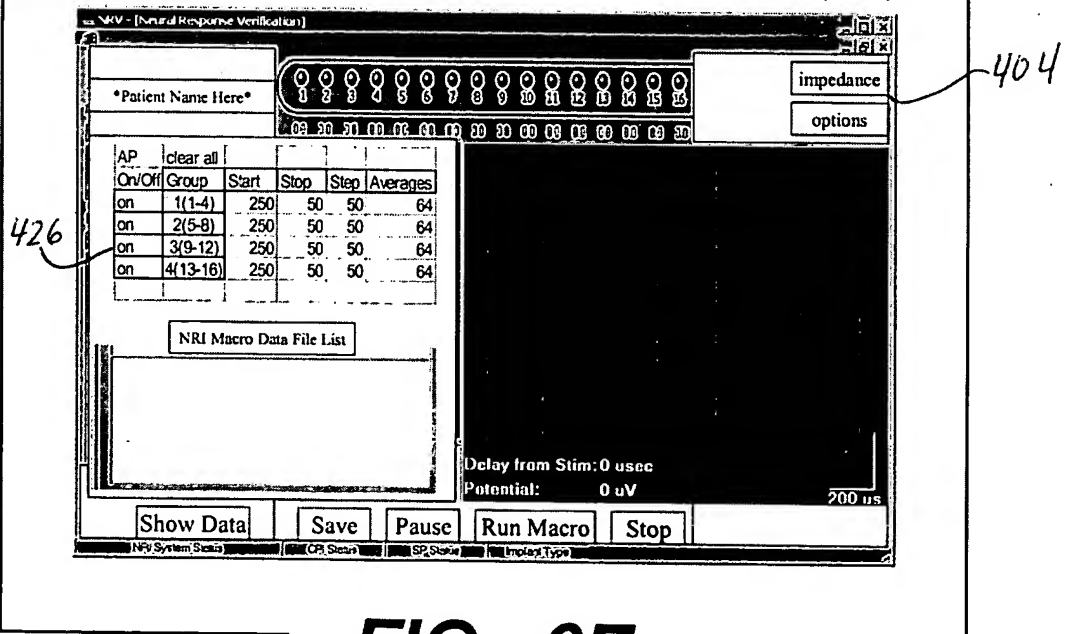 NRV - [Neural Response Verification]
404
impedance
*Patient Name Here*
1 2 3 4 5 6 7 8 9 10 11 12 13 14 15 16
options
AP clear all
On/Off Group Start Stop Step Averages
on 1(1-4) 250 50 50 64
on 2(5-8) 250 50 50 64
426
on 3(9-12) 250 50 50 64
on 4(13-16) 250 50 50 64
NRI Macro Data File List
Delay from Stim: 0 usec
Potential: 0 uV
200 us
Show Data Save Pause Run Macro Stop
NRI System Status CPI Status SP Status Implant Type